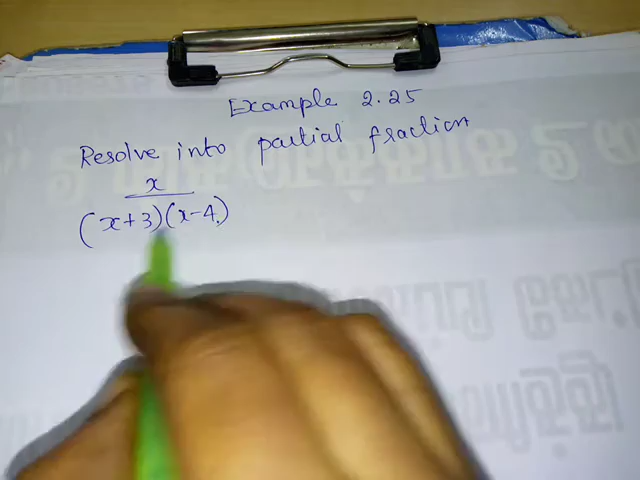 Example 2.25
Resolve into partial fraction
x
(x+3)(x-4)